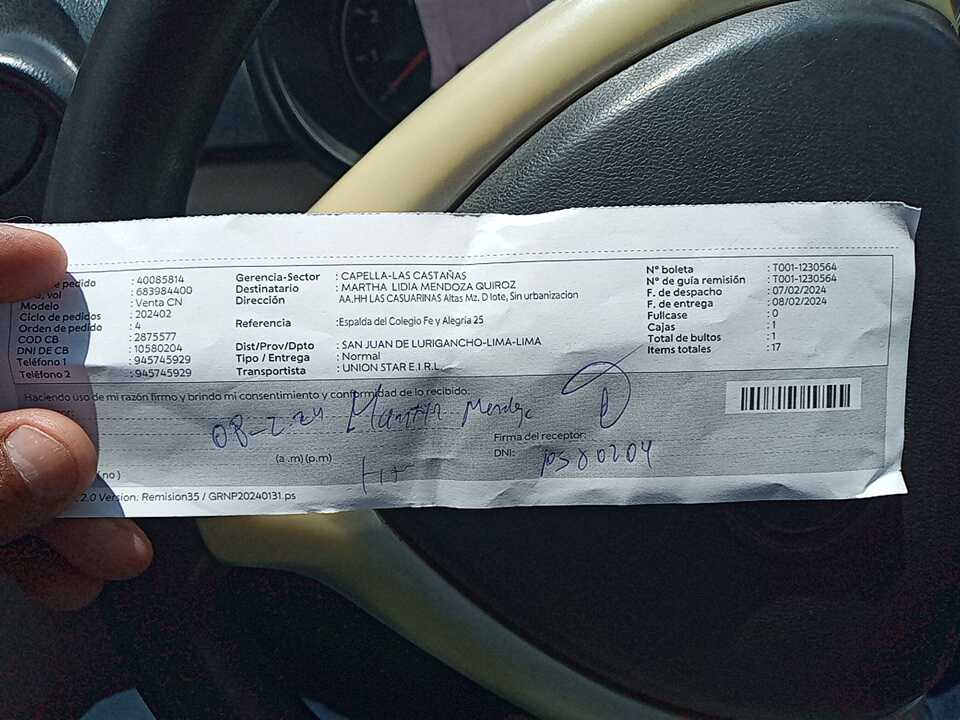 e pedido : 40085814
vol : 683984400
Modelo : Venta CN
Ciclo de pedidos : 202402
Orden de pedido : 4
COD CB : 2875577
DNI DE CB : 10580204
Teléfono 1 : 945745929
Teléfono 2 : 945745929
Gerencia-Sector : CAPELLA-LAS CASTAÑAS
Destinatario : MARTHA LIDIA MENDOZA QUIROZ
Dirección : AA.HH LAS CASUARINAS Altas Mz. D lote, Sin urbanizacion
Referencia : Espalda del Colegio Fe y Alegria 25
Dist/Prov/Dpto : SAN JUAN DE LURIGANCHO-LIMA-LIMA
Tipo / Entrega : Normal
Transportista : UNION STAR E.I R.L.
N° boleta : T001-1230564
N° de guía remisión : T001-1230564
F. de despacho : 07/02/2024
F. de entrega : 08/02/2024
Fullcase : 0
Cajas : 1
Total de bultos : 1
Items totales : 17
Haciendo uso de mi razón firmo y brindo mi consentimiento y conformidad de lo recibido.
08-2-24
(a .m) (p.m)
Firma del receptor:
DNI:
no )
2.0 Version: Remision35 / GRNP20240131.ps